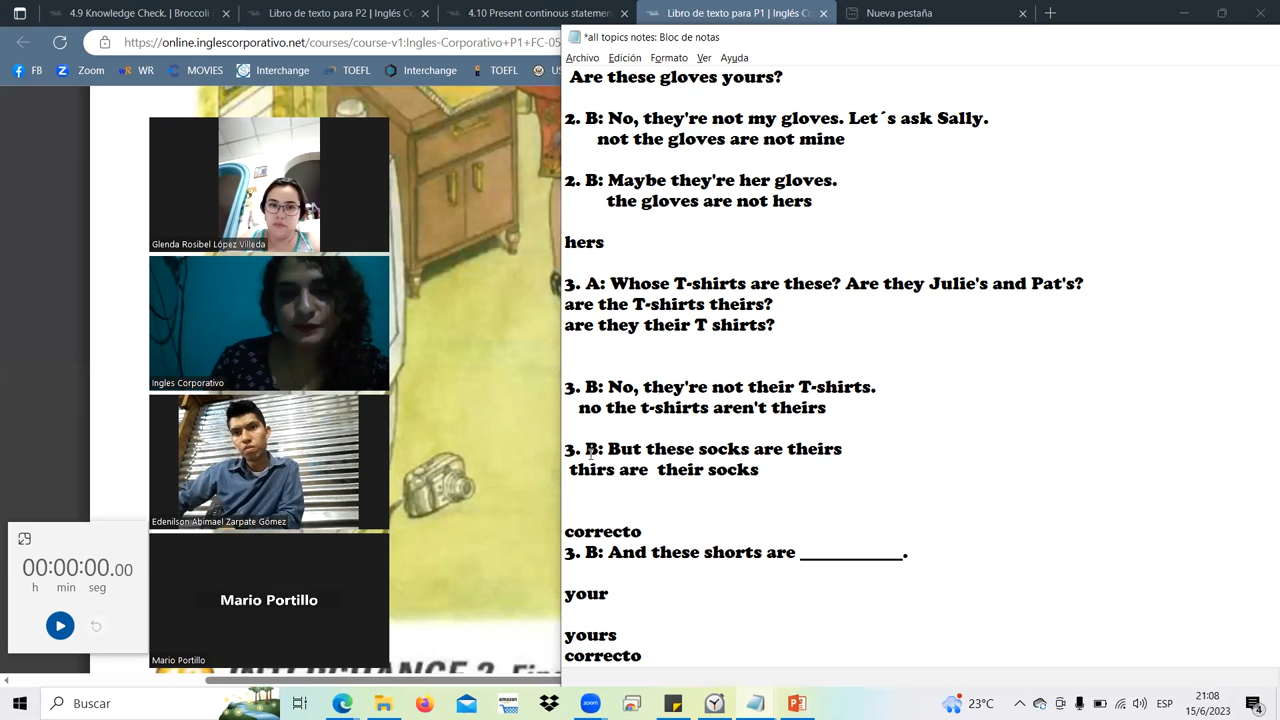 4.9 Knowledge check. | Broccoli
Libro de texto para P2 | Inglés Co
4.10 Present continous statemen
Libro de texto para P1 | Inglés C
Nueva pestaña
https://online.inglescorporativo.net/courses/course-v1:Ingles-Corporativo+P1+FC-05
FB
Zoom
WR
MOVIES
Interchange
TOEFL
Interchange
TOEFL
*all topics notes: Bloc de notas
Archivo Edición Formato Ver Ayuda
Are these gloves yours?
2. B: No, they're not my gloves. Let´s ask Sally.
not the gloves are not mine
2. B: Maybe they're her gloves.
the gloves are not hers
hers
3. A: Whose T-shirts are these? Are they Julie's and Pat's?
are the T-shirts theirs?
are they their T shirts?
3. B: No, they're not their T-shirts.
no the t-shirts aren't theirs
3. B: But these socks are theirs
thirs are their socks
correcto
3. B: And these shorts are ____________.
your
yours
correcto
Glenda Rosibel López Villeda
Ingles Corporativo
Edenilson Abimael Zarpate Gómez
Mario Portillo
Mario Portillo
00:00:00.00
h min seg
Buscar
amazon
23°C
ESP
21:08
15/6/2023
4